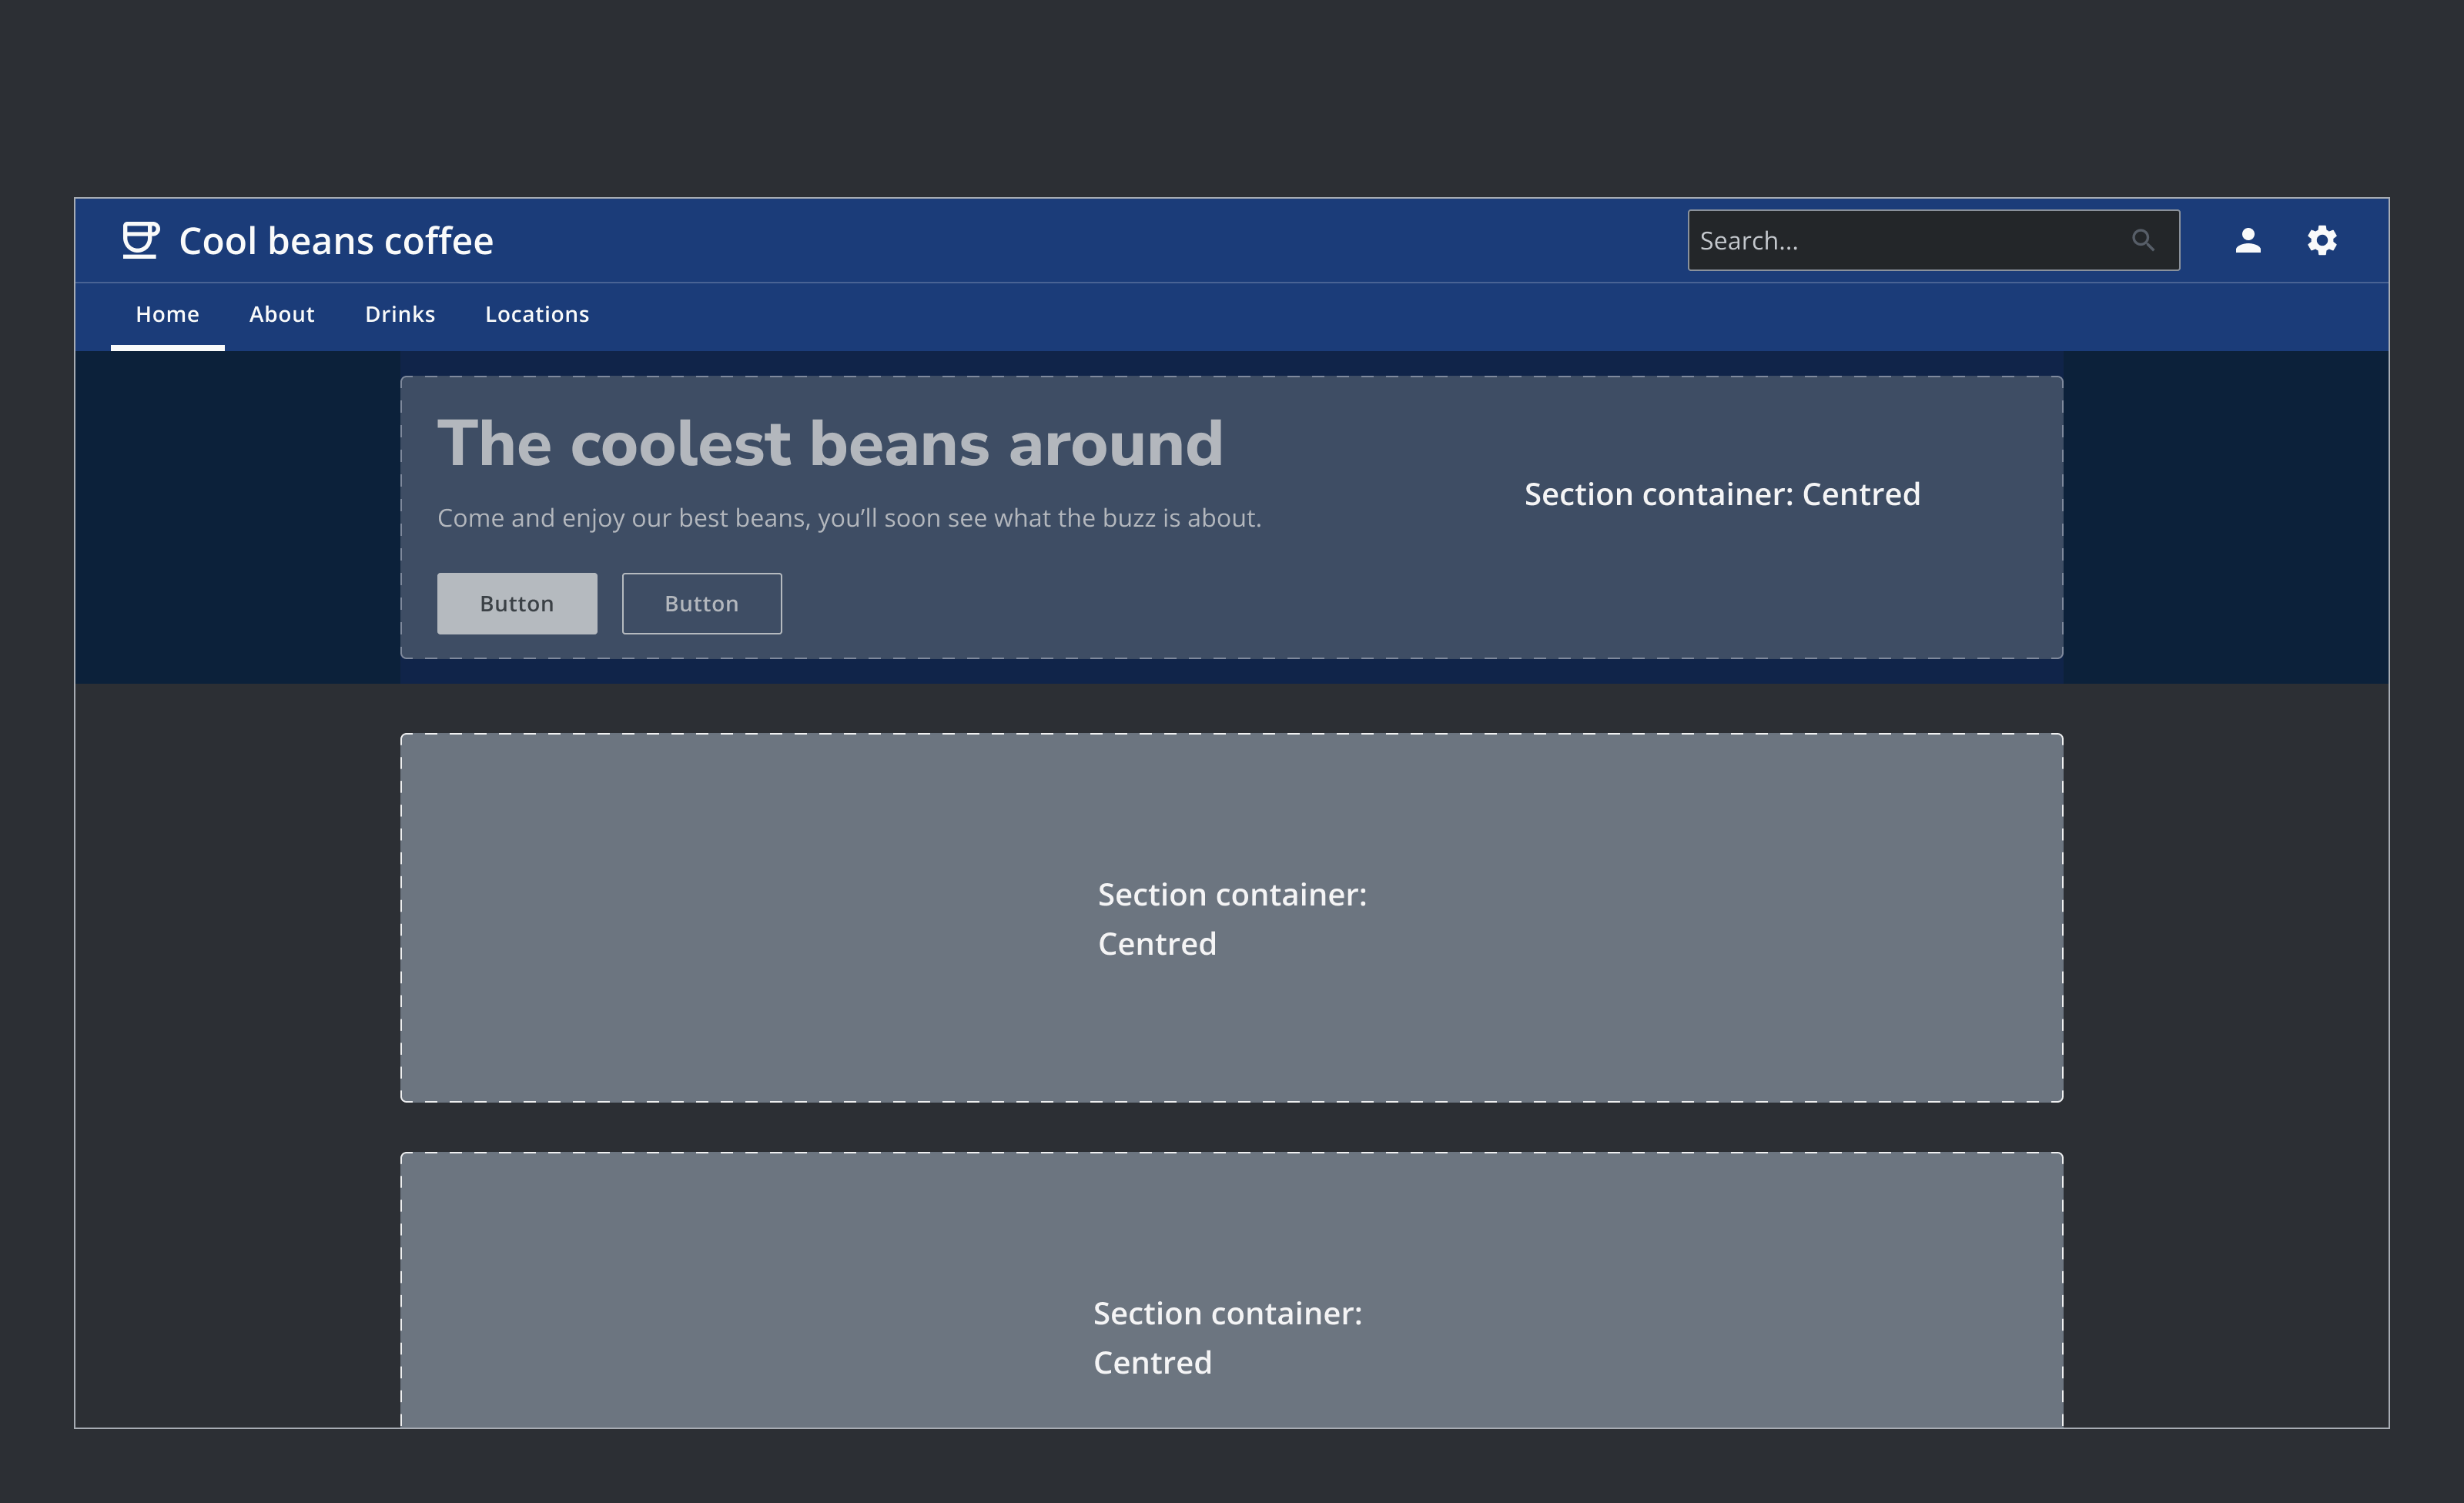 Cool beans coffee
Search...
Home About Drinks Locations
The coolest beans around
Come and enjoy our best beans, you’ll soon see what the buzz is about.
Section container: Centred
Button Button
Section container:
Centred
Section container:
Centred